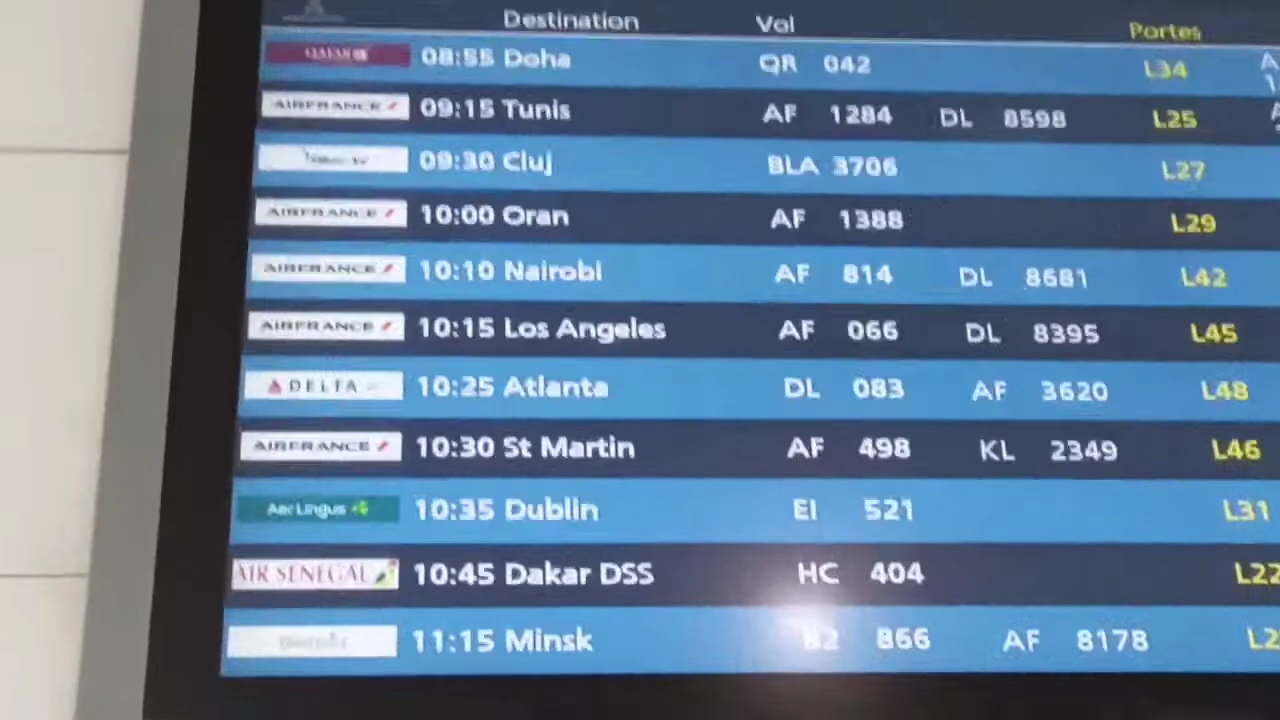 Destination Vol Portes
QATAR 08:55 Doha QR 042 L34
AIRFRANCE 09:15 Tunis AF 1284 DL 8598 L25
09:30 Cluj BLA 3706 L27
AIRFRANCE 10:00 Oran AF 1388 L29
AIRFRANCE 10:10 Nairobi AF 814 DL 8681 L42
AIRFRANCE 10:15 Los Angeles AF 066 DL 8395 L45
DELTA 10:25 Atlanta DL 083 AF 3620 L48
AIRFRANCE 10:30 St Martin AF 498 KL 2349 L46
Aer Lingus 10:35 Dublin EI 521 L31
AIR SENEGAL 10:45 Dakar DSS HC 404 L22
11:15 Minsk B2 866 AF 8178 L2